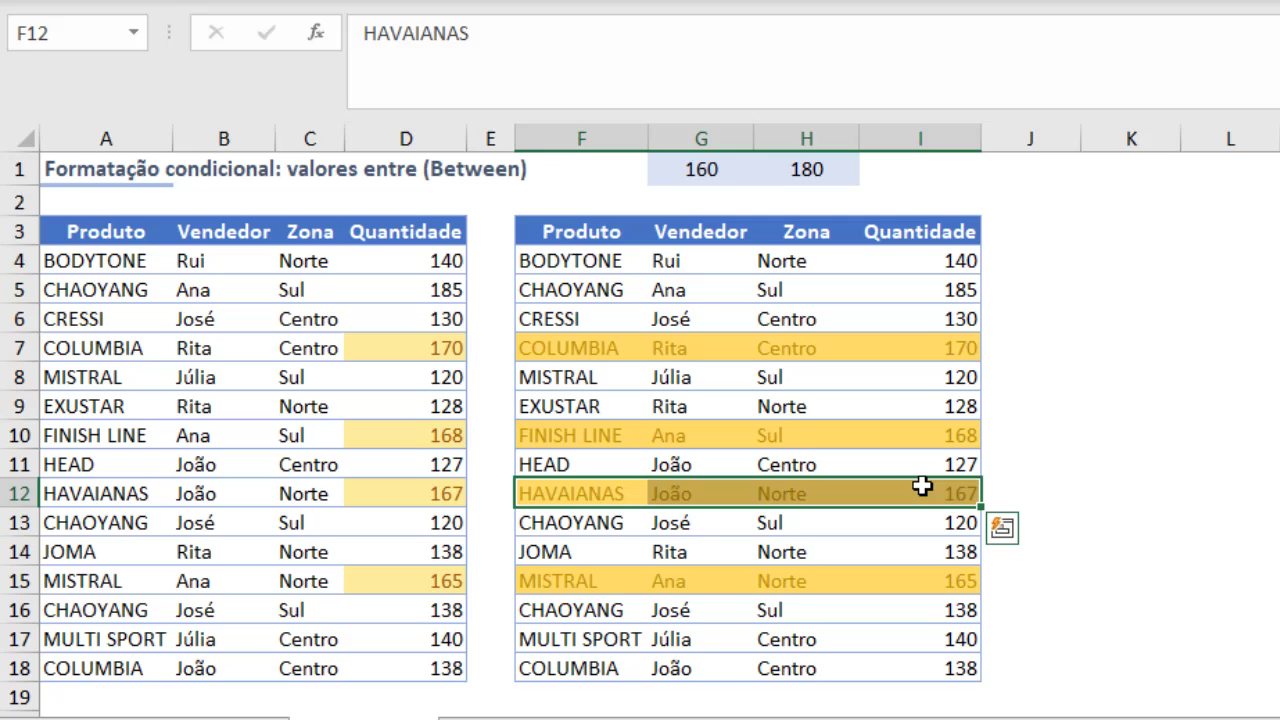 F12 fx HAVAIANAS
A B C D E F G H I J K L
1 Formatação condicional: valores entre (Between) 160 180
2
3 Produto Vendedor Zona Quantidade Produto Vendedor Zona Quantidade
4 BODYTONE Rui Norte 140 BODYTONE Rui Norte 140
5 CHAOYANG Ana Sul 185 CHAOYANG Ana Sul 185
6 CRESSI José Centro 130 CRESSI José Centro 130
7 COLUMBIA Rita Centro 170 COLUMBIA Rita Centro 170
8 MISTRAL Júlia Sul 120 MISTRAL Júlia Sul 120
9 EXUSTAR Rita Norte 128 EXUSTAR Rita Norte 128
10 FINISH LINE Ana Sul 168 FINISH LINE Ana Sul 168
11 HEAD João Centro 127 HEAD João Centro 127
12 HAVAIANAS João Norte 167 HAVAIANAS João Norte 167
13 CHAOYANG José Sul 120 CHAOYANG José Sul 120
14 JOMA Rita Norte 138 JOMA Rita Norte 138
15 MISTRAL Ana Norte 165 MISTRAL Ana Norte 165
16 CHAOYANG José Sul 138 CHAOYANG José Sul 138
17 MULTI SPORT Júlia Centro 140 MULTI SPORT Júlia Centro 140
18 COLUMBIA João Centro 138 COLUMBIA João Centro 138
19